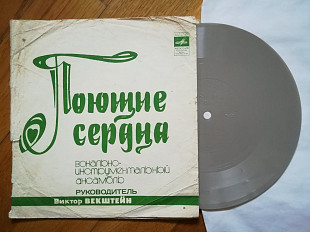 Поющие
сердца
вокально-
инструментальный
ансамбль
РУКОВОДИТЕЛЬ
Виктор ВЕКШТЕЙН